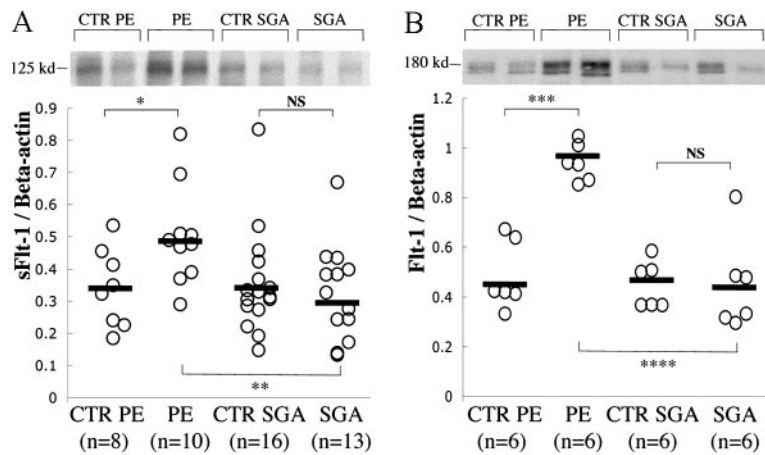 A
CTR PE PE CTR SGA SGA
125 kd
0.9
0.8
0.7
0.6
0.5
0.4
0.3
0.2
0.1
0
sFlt-1 / Beta-actin
*
NS
**
CTR PE PE CTR SGA SGA
(n=8) (n=10) (n=16) (n=13)
B
CTR PE PE CTR SGA SGA
180 kd
1.2
1
0.8
0.6
0.4
0.2
0
Flt-1 / Beta-actin
***
NS
****
CTR PE PE CTR SGA SGA
(n=6) (n=6) (n=6) (n=6)